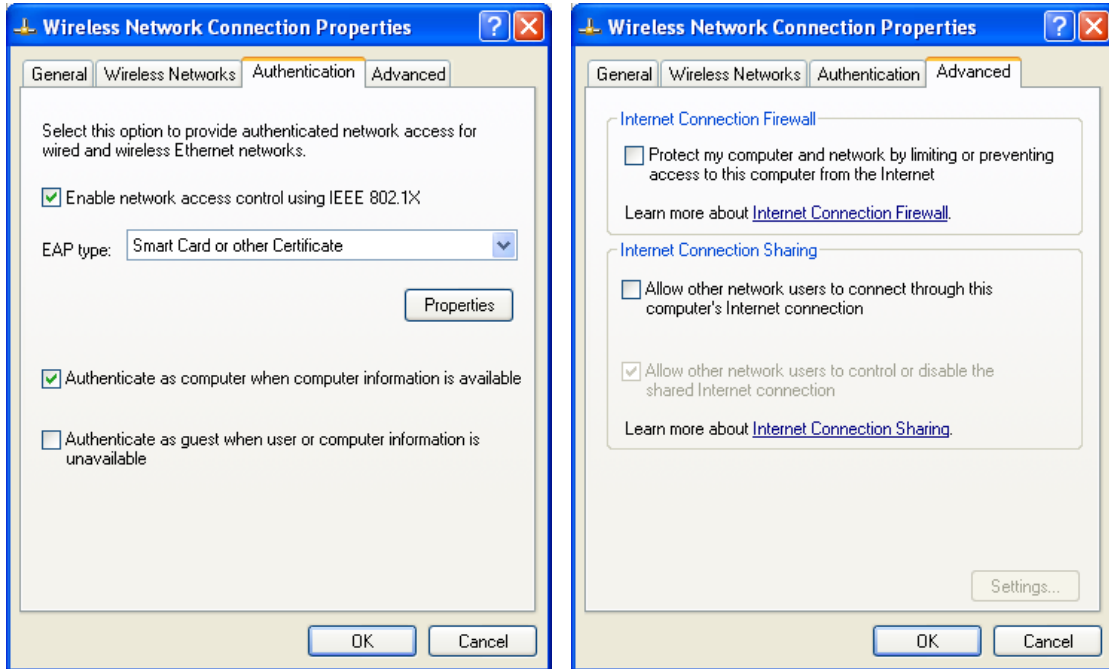 Wireless Network Connection Properties
General
Wireless Networks
Authentication
Advanced
Select this option to provide authenticated network access for
wired and wireless Ethernet networks.
Enable network access control using IEEE 802.1X
EAP type:
Smart Card or other Certificate
Properties
Authenticate as computer when computer information is available
Authenticate as guest when user or computer information is
unavailable
OK
Cancel
Wireless Network Connection Properties
General
Wireless Networks
Authentication
Advanced
Internet Connection Firewall
Protect my computer and network by limiting or preventing
access to this computer from the Internet
Learn more about Internet Connection Firewall.
Internet Connection Sharing
Allow other network users to connect through this
computer's Internet connection
Allow other network users to control or disable the
shared Internet connection
Learn more about Internet Connection Sharing.
Settings...
OK
Cancel